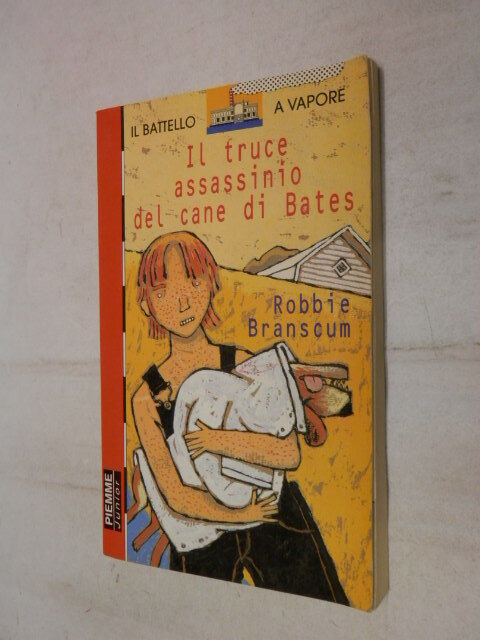 IL BATTELLO A VAPORE
Il truce
assassinio
del cane di Bates
Robbie
Branscum
PIEMME
Junior